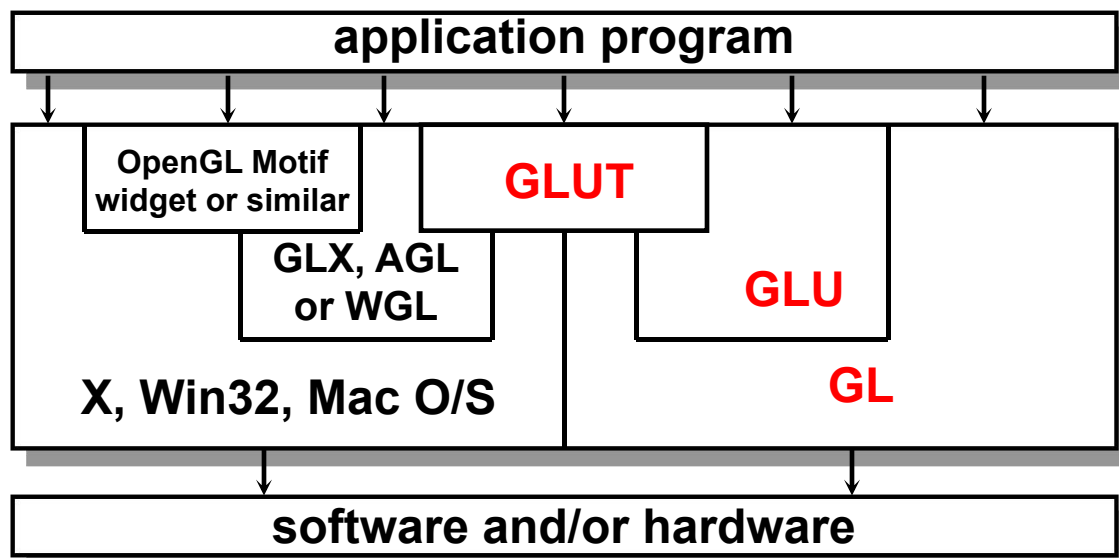 application program
OpenGL Motif
widget or similar
GLUT
GLX, AGL
or WGL
GLU
X, Win32, Mac O/S
GL
software and/or hardware